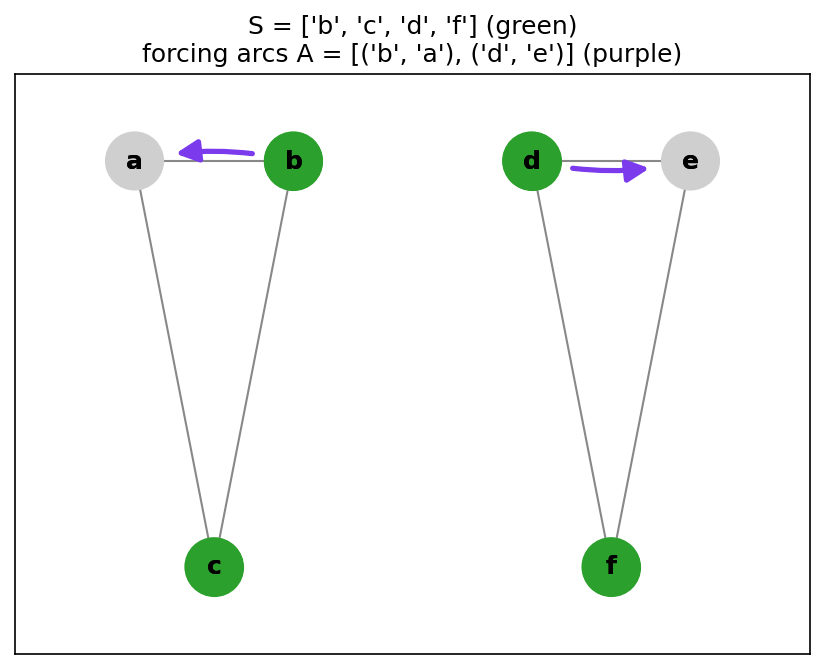 S = ['b', 'c', 'd', 'f'] (green)
forcing arcs A = [('b', 'a'), ('d', 'e')] (purple)
a b d e
c f